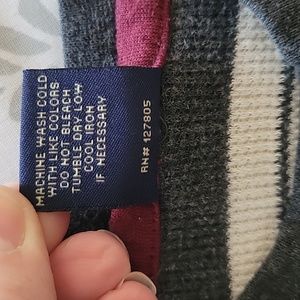 MACHINE WASH COLD
WITH LIKE COLORS
DO NOT BLEACH
TUMBLE DRY LOW
COOL IRON
IF NECESSARY
RN# 127805